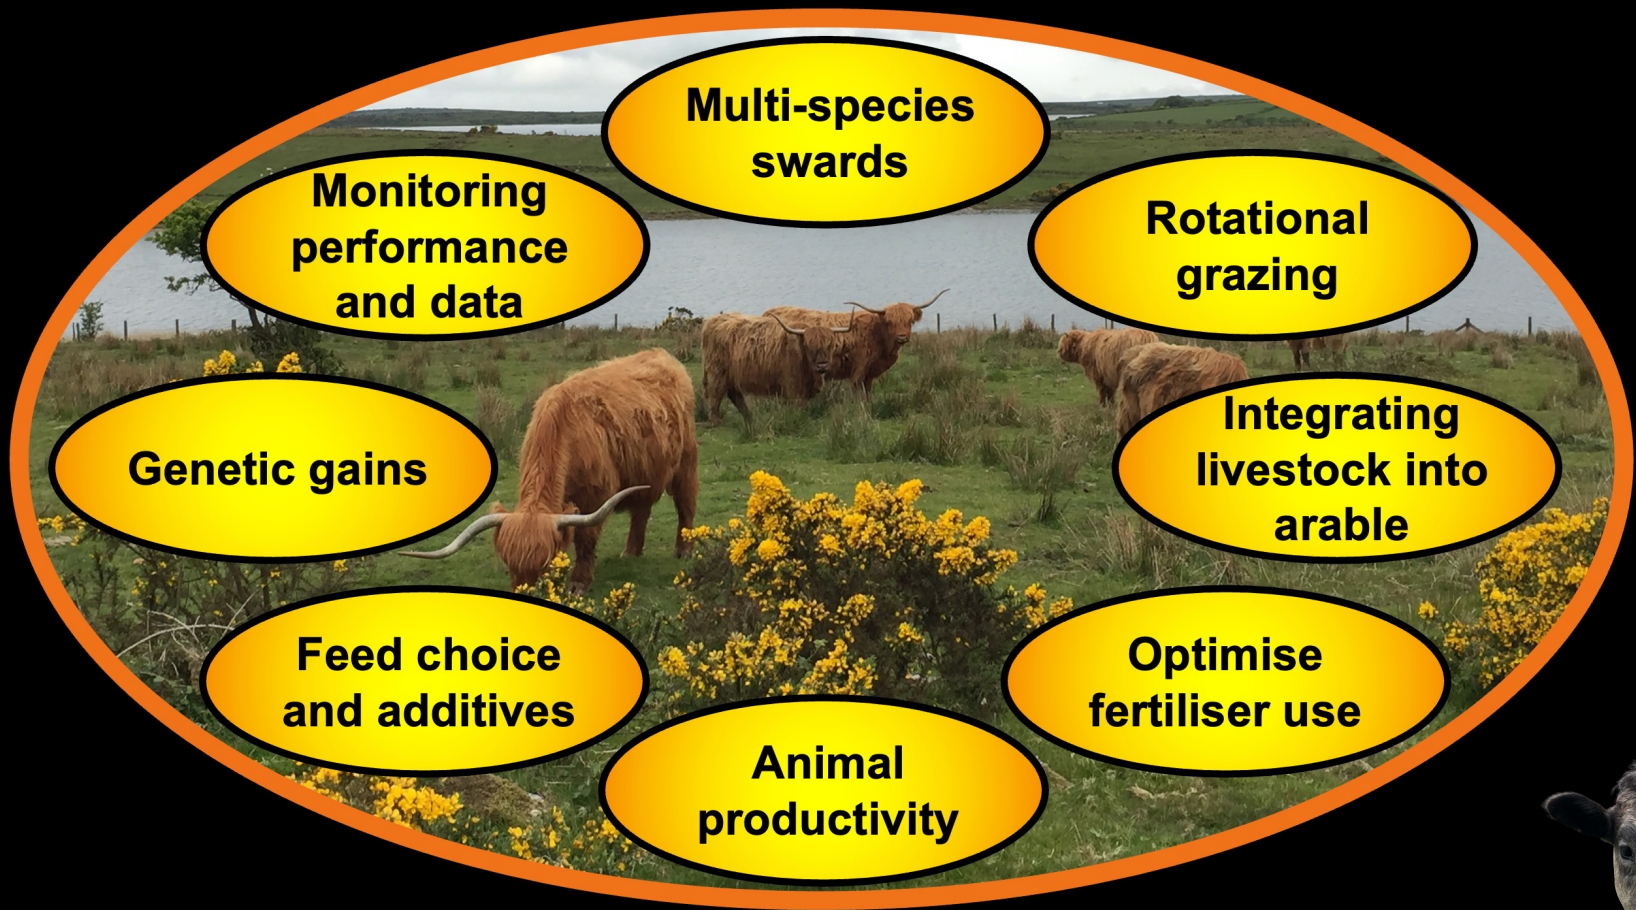 Multi-species
swards
Rotational
grazing
Integrating
livestock into
arable
Optimise
fertiliser use
Animal
productivity
Feed choice
and additives
Genetic gains
Monitoring
performance
and data